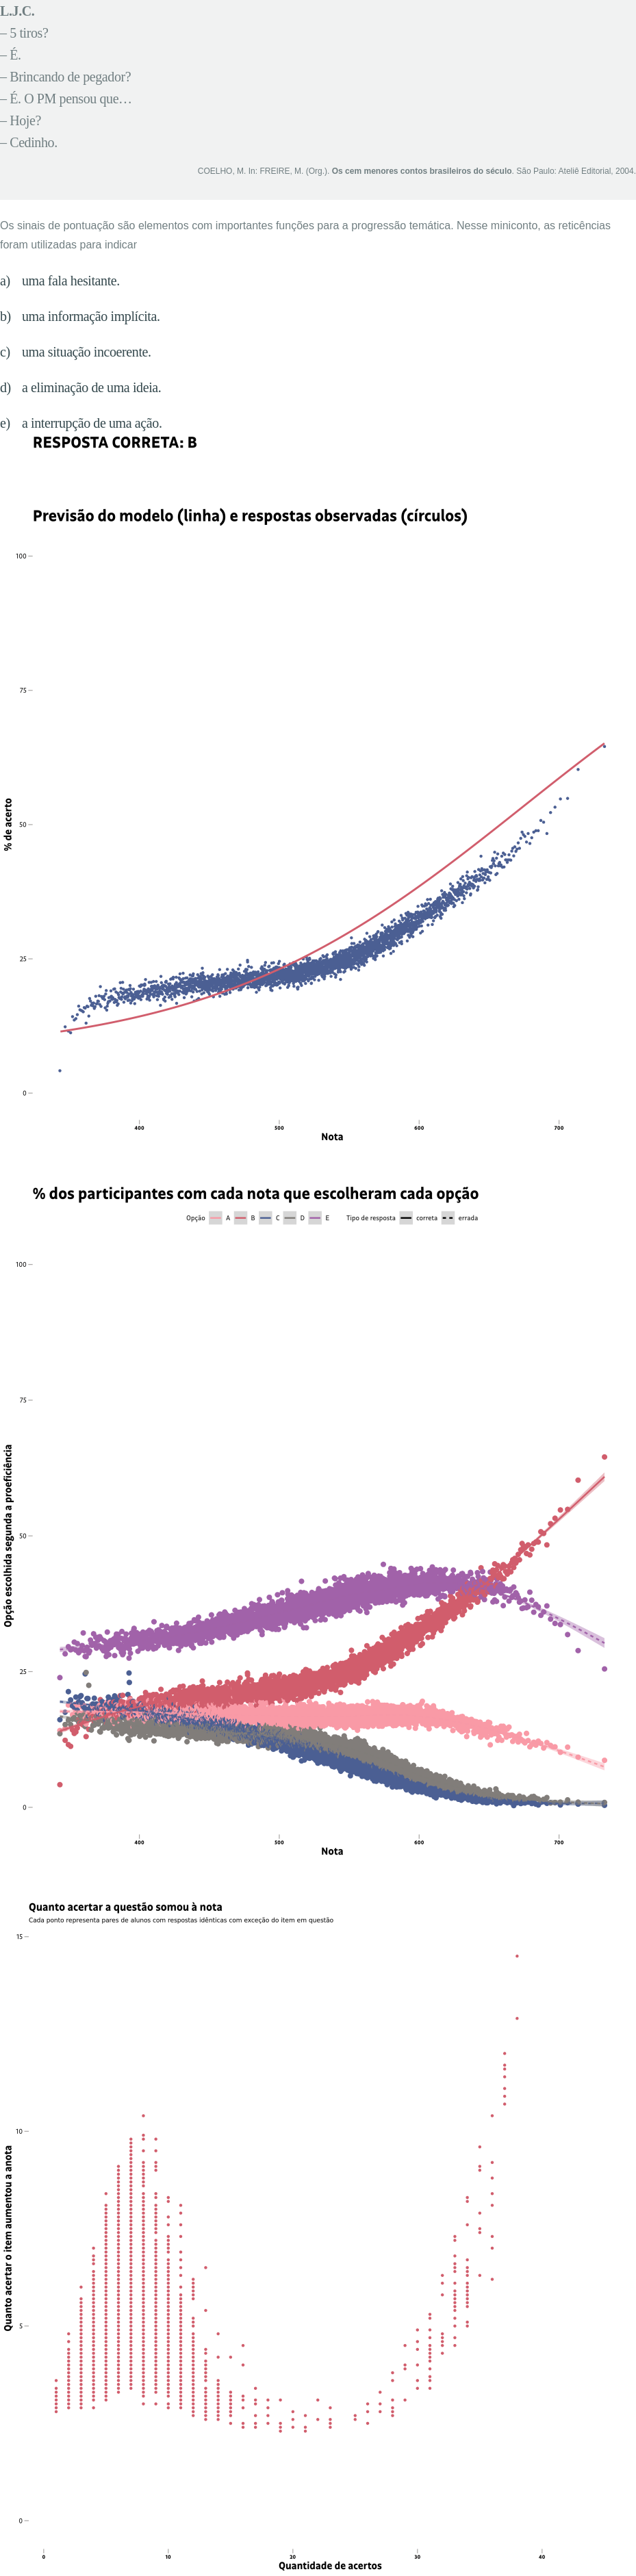 L.J.C.
– 5 tiros?
– É.
– Brincando de pegador?
– É. O PM pensou que…
– Hoje?
– Cedinho.
COELHO, M. In: FREIRE, M. (Org.). Os cem menores contos brasileiros do século. São Paulo: Ateliê Editorial, 2004.
Os sinais de pontuação são elementos com importantes funções para a progressão temática. Nesse miniconto, as reticências
foram utilizadas para indicar
a) uma fala hesitante.
b) uma informação implícita.
c) uma situação incoerente.
d) a eliminação de uma ideia.
e) a interrupção de uma ação.
RESPOSTA CORRETA: B
Previsão do modelo (linha) e respostas observadas (círculos)
100
75
50
25
0
% de acerto
400 500 600 700
Nota
% dos participantes com cada nota que escolheram cada opção
Opção A B C D E Tipo de resposta correta errada
100
75
50
25
0
Opção escolhida segunda a proeficiência
400 500 600 700
Nota
Quanto acertar a questão somou à nota
Cada ponto representa pares de alunos com respostas idênticas com exceção do item em questão
15
10
5
0
Quanto acertar o item aumentou a anota
0 10 20 30 40
Quantidade de acertos